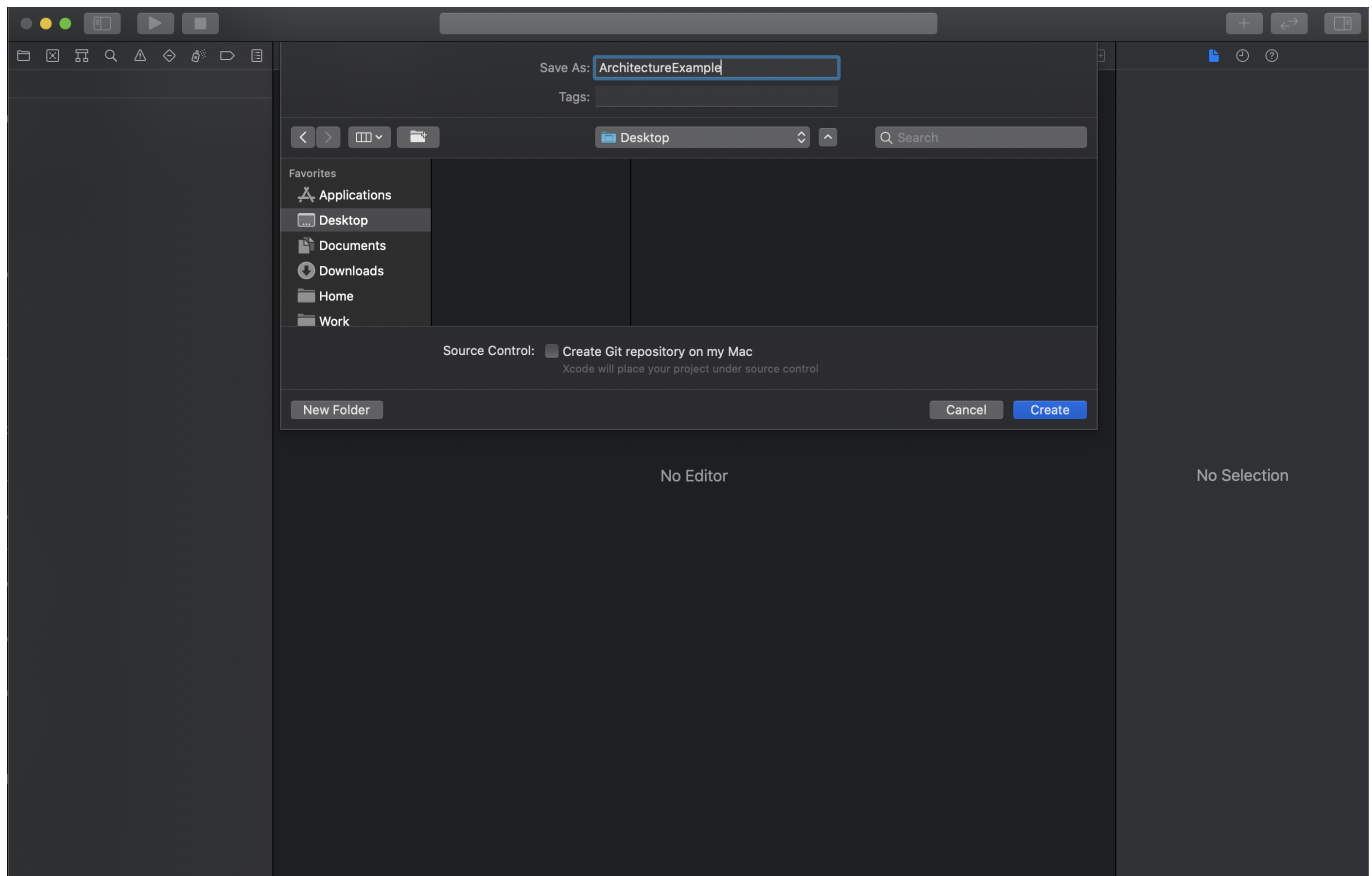 Save As: ArchitectureExample
Tags:
Desktop
Search
Favorites
Applications
Desktop
Documents
Downloads
Home
Work
Source Control: Create Git repository on my Mac
Xcode will place your project under source control
New Folder Cancel Create
No Editor
No Selection